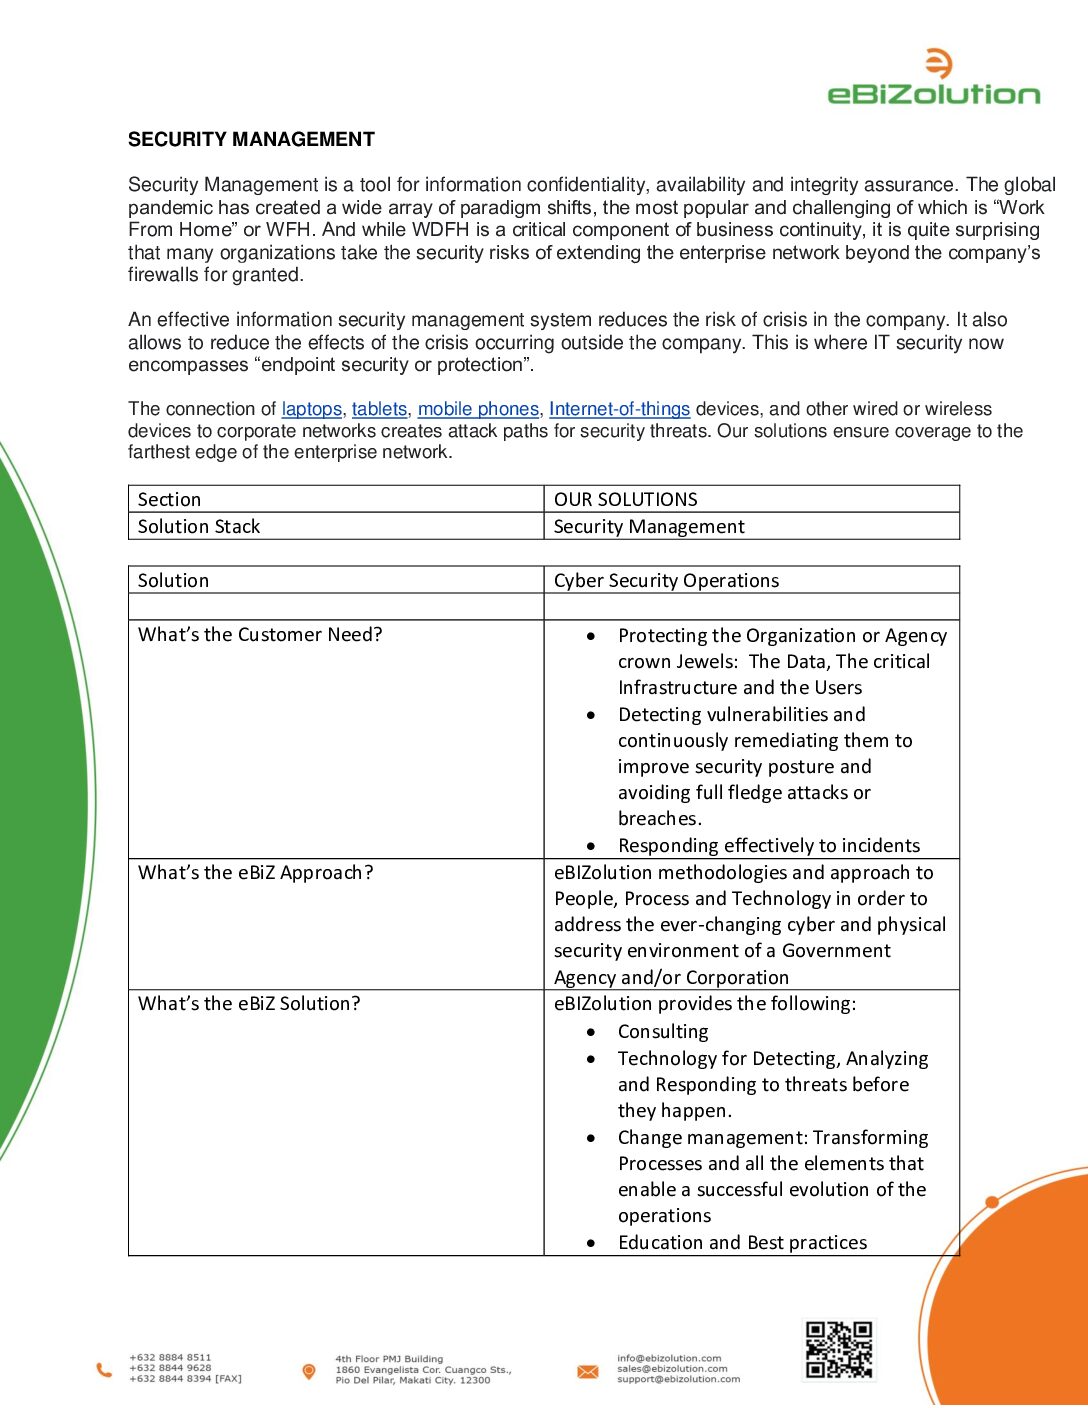 eBiZolution
SECURITY MANAGEMENT
Security Management is a tool for information confidentiality, availability and integrity assurance. The global
pandemic has created a wide array of paradigm shifts, the most popular and challenging of which is “Work
From Home” or WFH. And while WDFH is a critical component of business continuity, it is quite surprising
that many organizations take the security risks of extending the enterprise network beyond the company’s
firewalls for granted.
An effective information security management system reduces the risk of crisis in the company. It also
allows to reduce the effects of the crisis occurring outside the company. This is where IT security now
encompasses “endpoint security or protection”.
The connection of laptops, tablets, mobile phones, Internet-of-things devices, and other wired or wireless
devices to corporate networks creates attack paths for security threats. Our solutions ensure coverage to the
farthest edge of the enterprise network.
Section OUR SOLUTIONS
Solution Stack Security Management
Solution Cyber Security Operations
What’s the Customer Need?
• Protecting the Organization or Agency
crown Jewels:  The Data, The critical
Infrastructure and the Users
• Detecting vulnerabilities and
continuously remediating them to
improve security posture and
avoiding full fledge attacks or
breaches.
• Responding effectively to incidents
What’s the eBiZ Approach?
eBIZolution methodologies and approach to
People, Process and Technology in order to
address the ever-changing cyber and physical
security environment of a Government
Agency and/or Corporation
What’s the eBiZ Solution?
eBIZolution provides the following:
• Consulting
• Technology for Detecting, Analyzing
and Responding to threats before
they happen.
• Change management: Transforming
Processes and all the elements that
enable a successful evolution of the
operations
• Education and Best practices
+632 8884 8511
+632 8844 9628
+632 8844 8394 [FAX]
4th Floor PMJ Building
1860 Evangelista Cor. Cuangco Sts.,
Pio Del Pilar, Makati City. 12300
info@ebizolution.com
sales@ebizolution.com
support@ebizolution.com